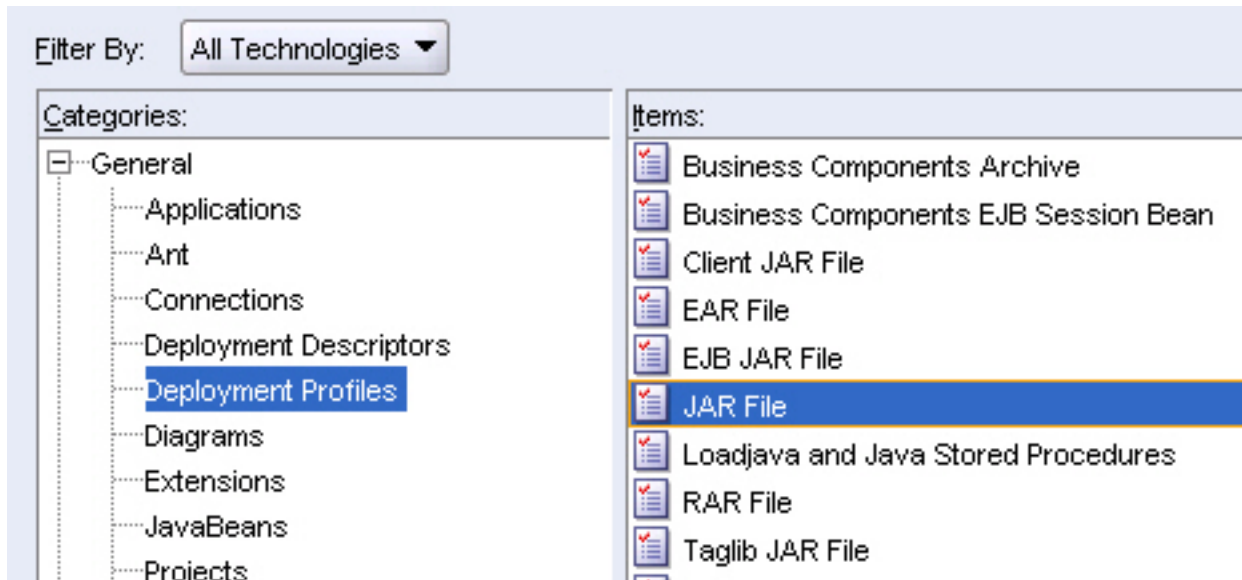 Filter By: All Technologies
Categories:
General
Applications
Ant
Connections
Deployment Descriptors
Deployment Profiles
Diagrams
Extensions
JavaBeans
Projects
Items:
Business Components Archive
Business Components EJB Session Bean
Client JAR File
EAR File
EJB JAR File
JAR File
Loadjava and Java Stored Procedures
RAR File
Taglib JAR File